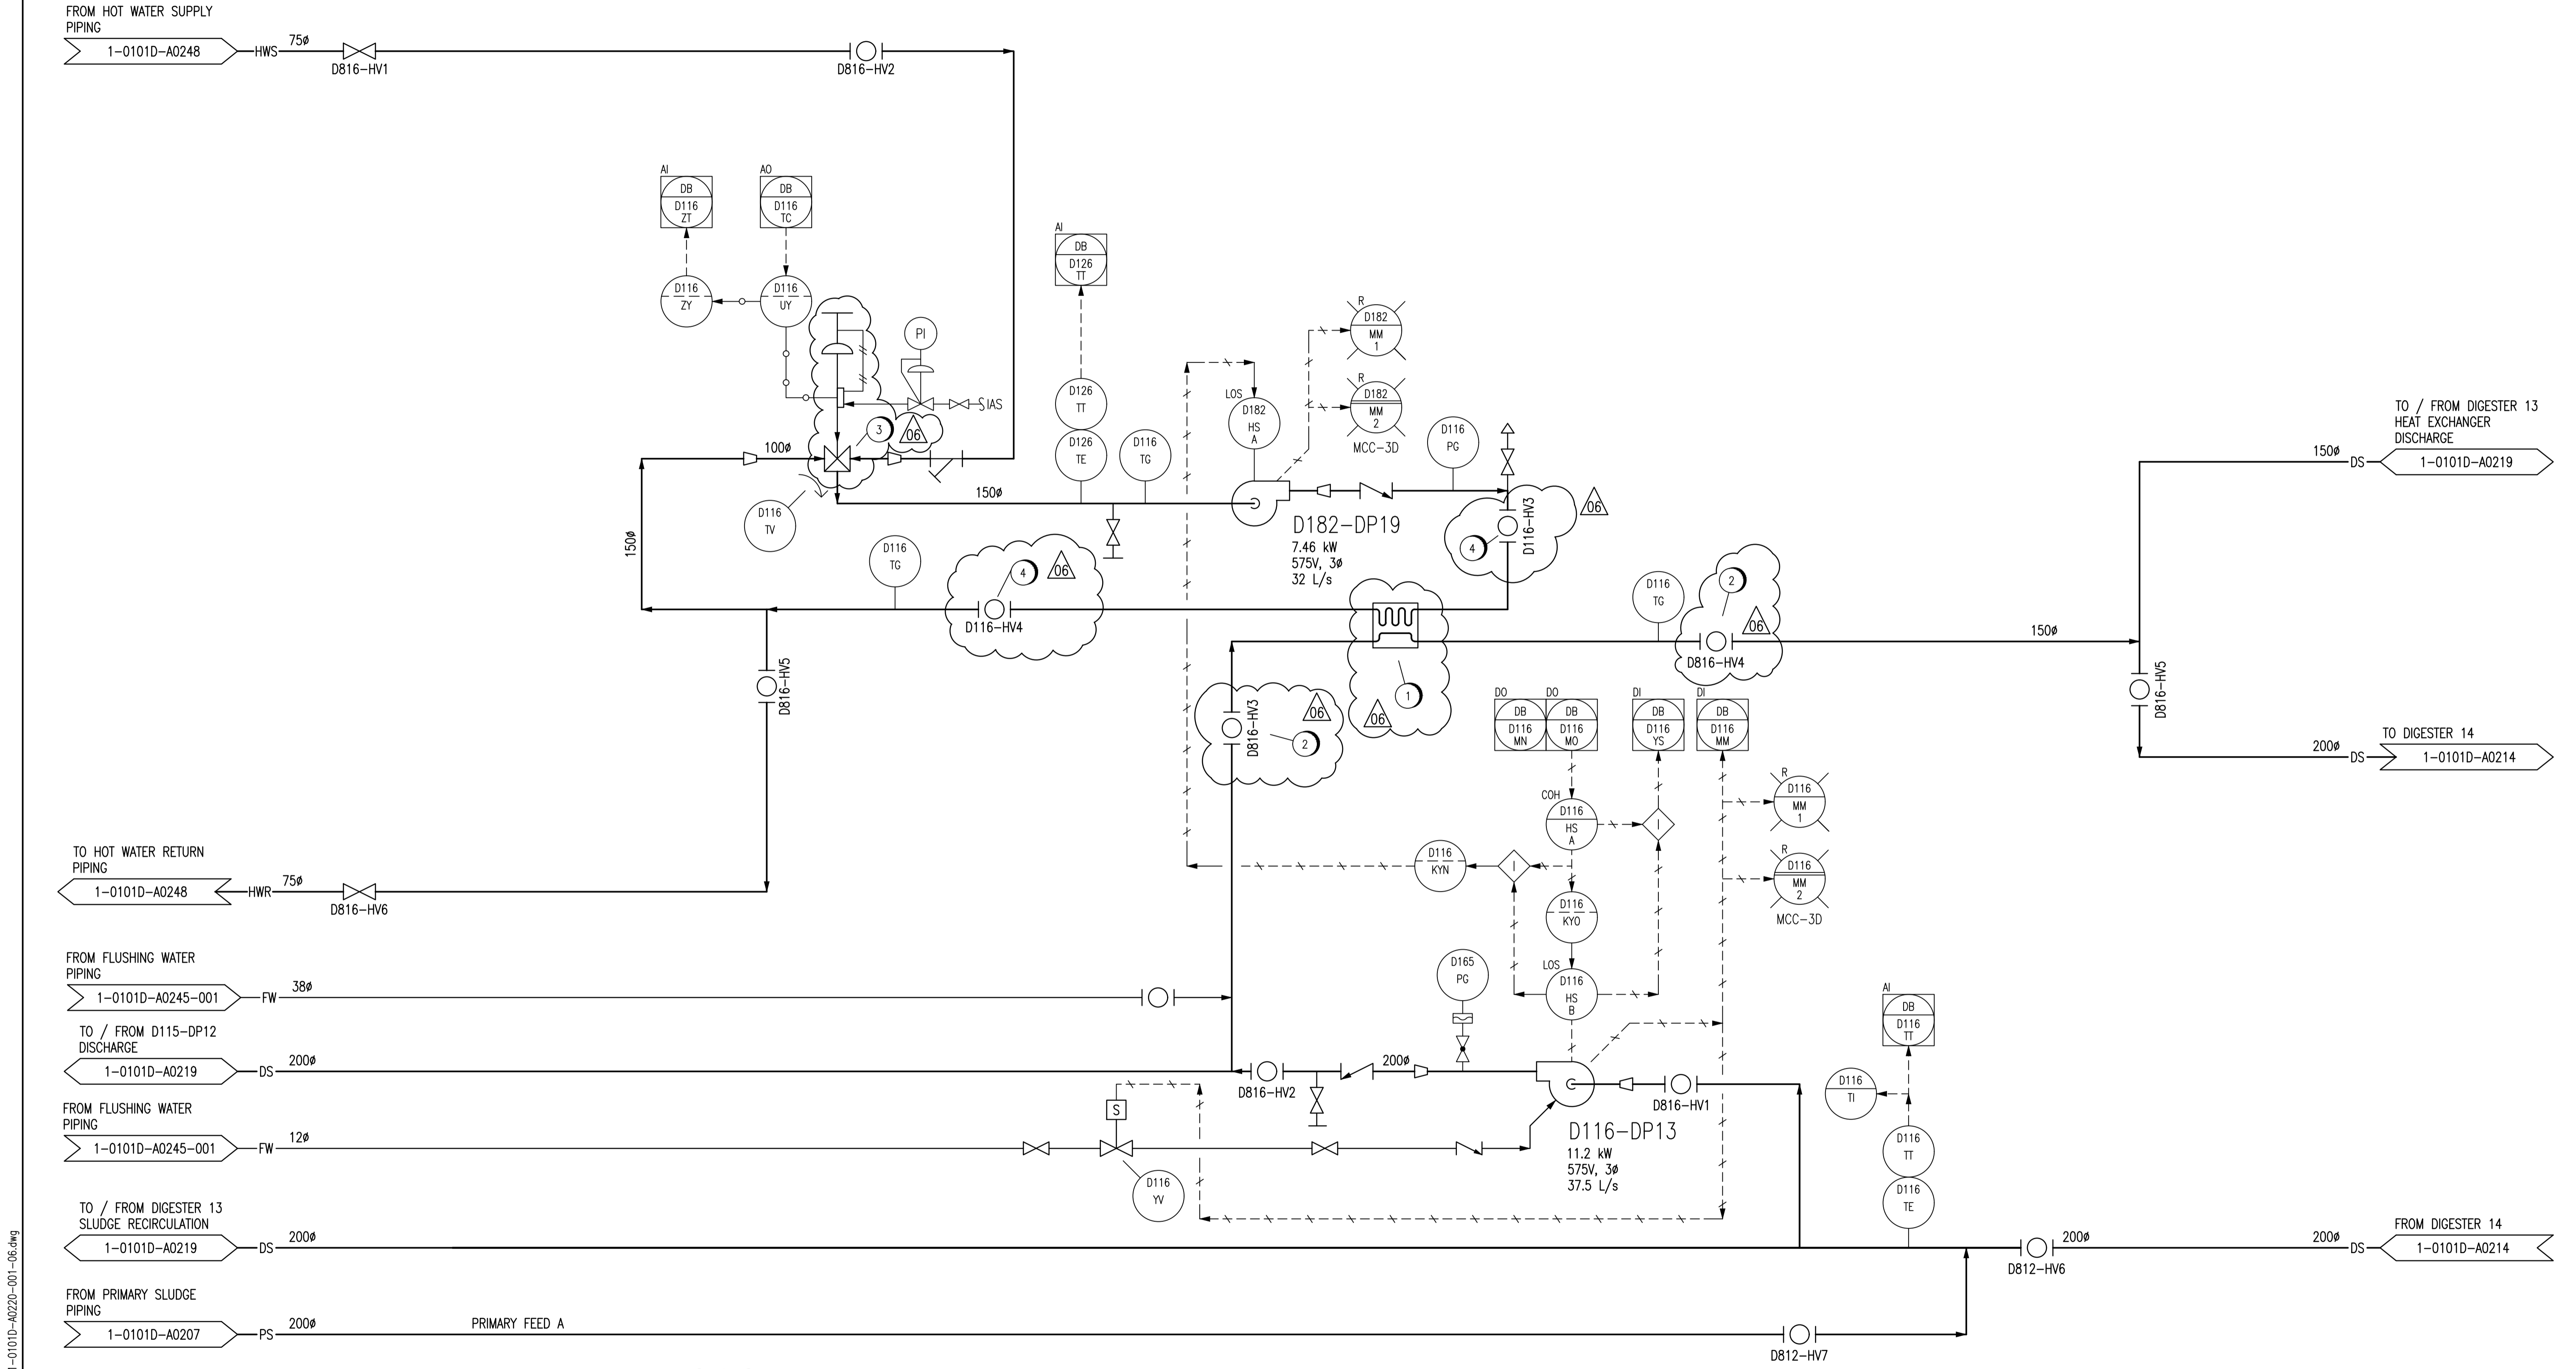 FROM HOT WATER SUPPLY
PIPING
1-0101D-A0248
HWS
75ø
D816-HV1
D816-HV2
AI
DB
D116
ZT
AO
DB
D116
TC
D116
ZY
D116
UY
PI
IAS
3
06
100ø
D116
TV
150ø
150ø
AI
DB
D126
TT
D126
TT
D126
TE
D116
TG
LOS
D182
HS
A
R
D182
MM
1
R
D182
MM
2
MCC-3D
D116
PG
D182-DP19
7.46 kW
575V, 3ø
32 L/s
4
D116-HV3
06
D116
TG
4
06
D116-HV4
D816-HV5
1
06
D816-HV3
06
2
D116
TG
2
06
D816-HV4
150ø
TO / FROM DIGESTER 13
HEAT EXCHANGER
DISCHARGE
150ø
DS
1-0101D-A0219
D816-HV5
TO DIGESTER 14
200ø
DS
1-0101D-A0214
DO
DB
D116
MN
DO
DB
D116
MO
DI
DB
D116
YS
DI
DB
D116
MM
COH
D116
HS
A
I
R
D116
MM
1
R
D116
MM
2
MCC-3D
D116
KYN
I
D116
KYO
LOS
D116
HS
B
D165
PG
TO HOT WATER RETURN
PIPING
1-0101D-A0248
HWR
75ø
D816-HV6
FROM FLUSHING WATER
PIPING
1-0101D-A0245-001
FW
38ø
TO / FROM D115-DP12
DISCHARGE
1-0101D-A0219
DS
200ø
D816-HV2
200ø
D816-HV1
D116-DP13
11.2 kW
575V, 3ø
37.5 L/s
FROM FLUSHING WATER
PIPING
1-0101D-A0245-001
FW
12ø
S
D116
YV
AI
DB
D116
TT
D116
TI
D116
TT
D116
TE
TO / FROM DIGESTER 13
SLUDGE RECIRCULATION
1-0101D-A0219
DS
200ø
D812-HV6
200ø
FROM DIGESTER 14
200ø
DS
1-0101D-A0214
FROM PRIMARY SLUDGE
PIPING
1-0101D-A0207
PS
200ø
PRIMARY FEED A
D812-HV7
1-0101D-A0220-001-06.dwg